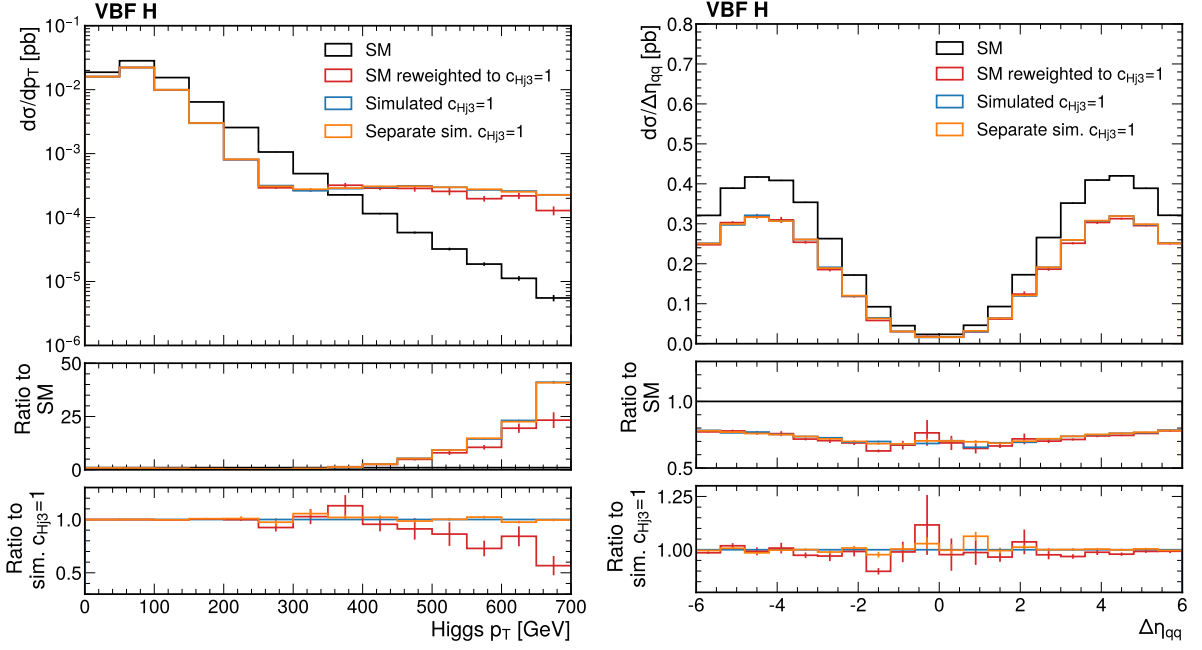 VBF H
dσ/dp_T [pb]
10^−1
10^−2
10^−3
10^−4
10^−5
10^−6
SM
SM reweighted to c_Hj3=1
Simulated c_Hj3=1
Separate sim. c_Hj3=1
Ratio to
SM
50
25
0
Ratio to
sim. c_Hj3=1
1.0
0.5
0 100 200 300 400 500 600 700
Higgs p_T [GeV]
VBF H
dσ/Δη_qq [pb]
0.8
0.7
0.6
0.5
0.4
0.3
0.2
0.1
0.0
SM
SM reweighted to c_Hj3=1
Simulated c_Hj3=1
Separate sim. c_Hj3=1
Ratio to
SM
1.0
0.5
Ratio to
sim. c_Hj3=1
1.25
1.00
−6 −4 −2 0 2 4 6
Δη_qq